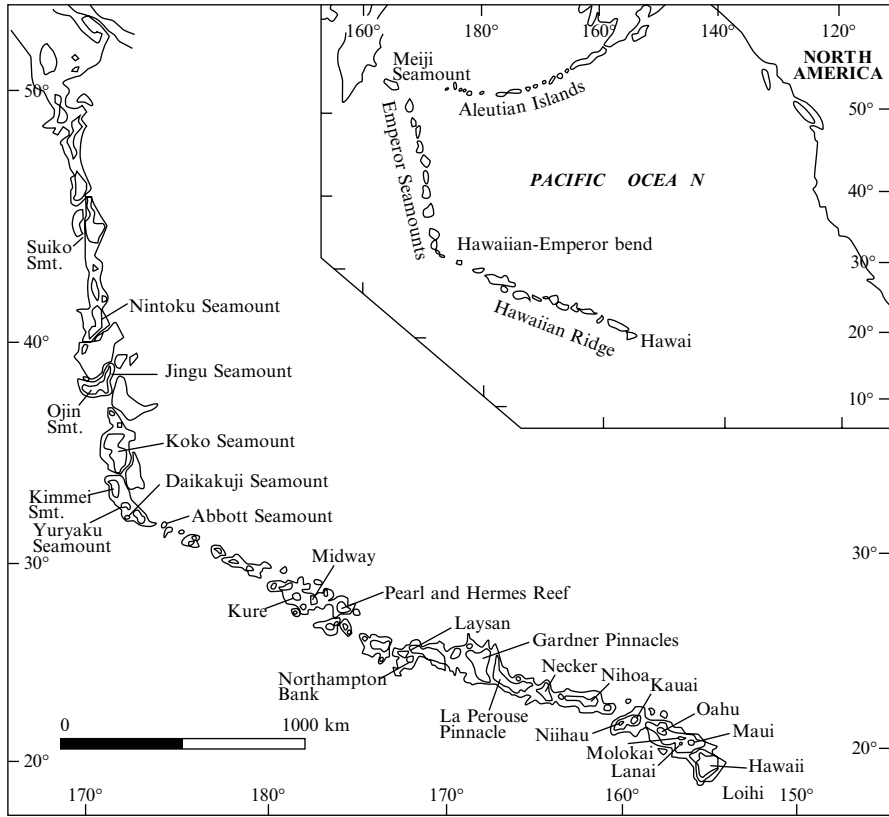 160°
180°
160°
140°
120°
NORTH
AMERICA
Meiji
Seamount
50°
50°
Aleutian Islands
Emperor Seamounts
PACIFIC OCEA N
40°
Hawaiian-Emperor bend
30°
Hawaiian Ridge
Hawai
20°
10°
Suiko
Smt.
Nintoku Seamount
40°
Jingu Seamount
Ojin
Smt.
Koko Seamount
Daikakuji Seamount
Kimmei
Smt.
Abbott Seamount
Yuryaku
Seamount
30°
30°
Midway
Kure
Pearl and Hermes Reef
Laysan
Gardner Pinnacles
Northampton
Bank
Necker
Nihoa
Kauai
La Perouse
Pinnacle
Oahu
Niihau
Maui
Molokai
Lanai
Hawaii
Loihi
0
1000 km
20°
20°
170°
180°
170°
160°
150°